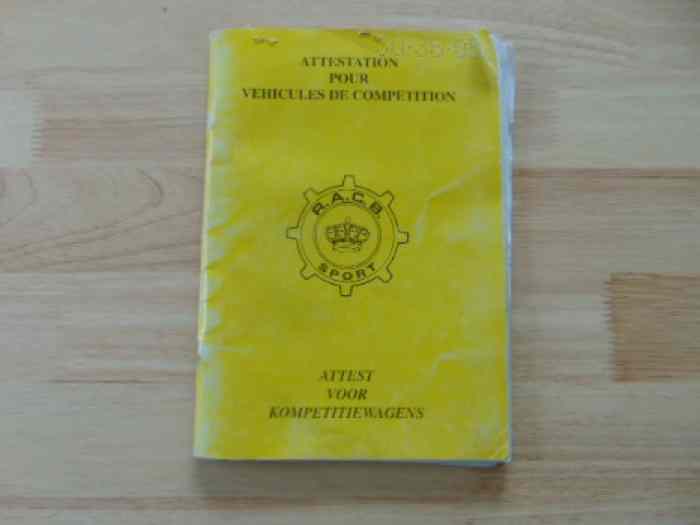 ATTESTATION
POUR
VEHICULES DE COMPETITION
R.A.C.B.
SPORT
ATTEST
VOOR
KOMPETITIEWAGENS